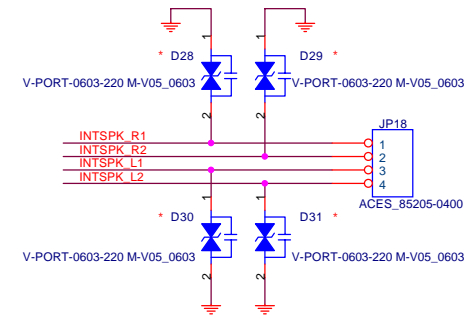 1 1
* D28 D29 *
V-PORT-0603-220 M-V05_0603 V-PORT-0603-220 M-V05_0603
2 2
JP18
INTSPK_R1 1
INTSPK_R2 2
INTSPK_L1 3
INTSPK_L2 4
ACES_85205-0400
1 1
* D30 * D31
V-PORT-0603-220 M-V05_0603 V-PORT-0603-220 M-V05_0603
2 2